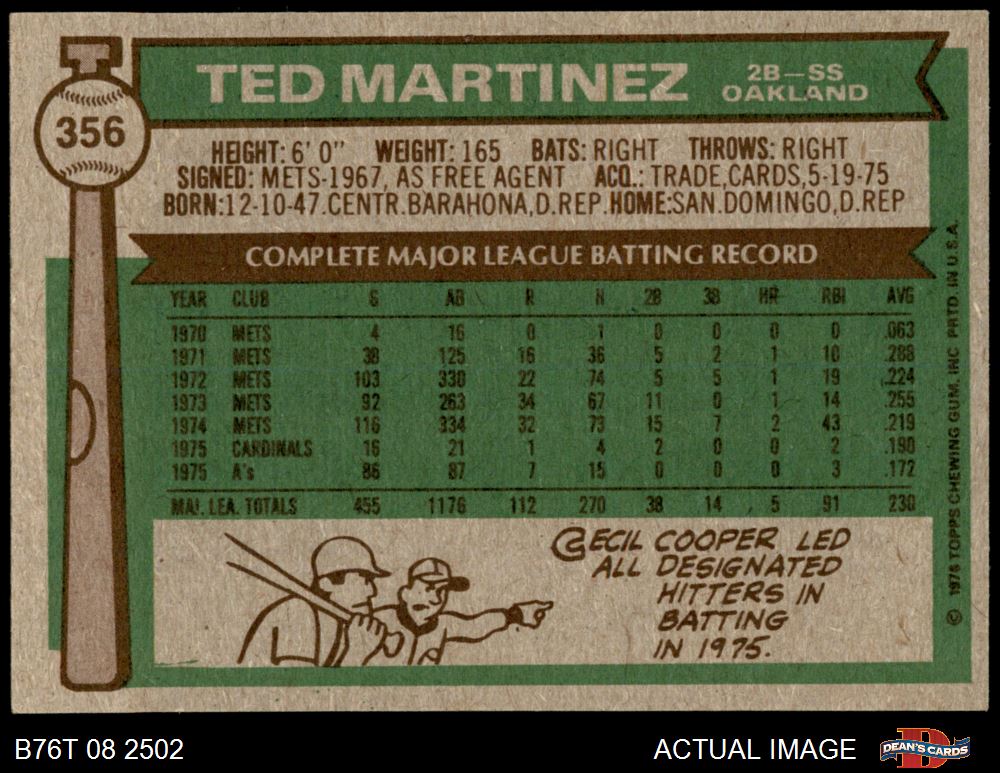 TED MARTINEZ
2B—SS
OAKLAND
356
HEIGHT: 6' 0" WEIGHT: 165 BATS: RIGHT THROWS: RIGHT
SIGNED: METS-1967, AS FREE AGENT ACQ.: TRADE,CARDS,5-19-75
BORN:12-10-47.CENTR.BARAHONA,D.REP.HOME:SAN.DOMINGO,D.REP
COMPLETE MAJOR LEAGUE BATTING RECORD
YEAR CLUB G AB R H 2B 3B HR RBI AVG
1970 METS 4 16 0 1 0 0 0 0 .063
1971 METS 38 125 16 36 5 2 1 10 .288
1972 METS 103 330 22 74 5 5 1 19 .224
1973 METS 92 263 34 67 11 0 1 14 .255
1974 METS 116 334 32 73 15 7 2 43 .219
1975 CARDINALS 16 21 1 4 2 0 0 2 .190
1975 A's 86 87 7 15 0 0 0 3 .172
MAJ. LEA. TOTALS 455 1176 112 270 38 14 5 91 230
CECIL COOPER LED
ALL DESIGNATED
HITTERS IN
BATTING
IN 1975.
© 1976 TOPPS CHEWING GUM, INC PRTD. IN U.S.A.
B76T 08 2502
ACTUAL IMAGE
DEAN'S CARDS